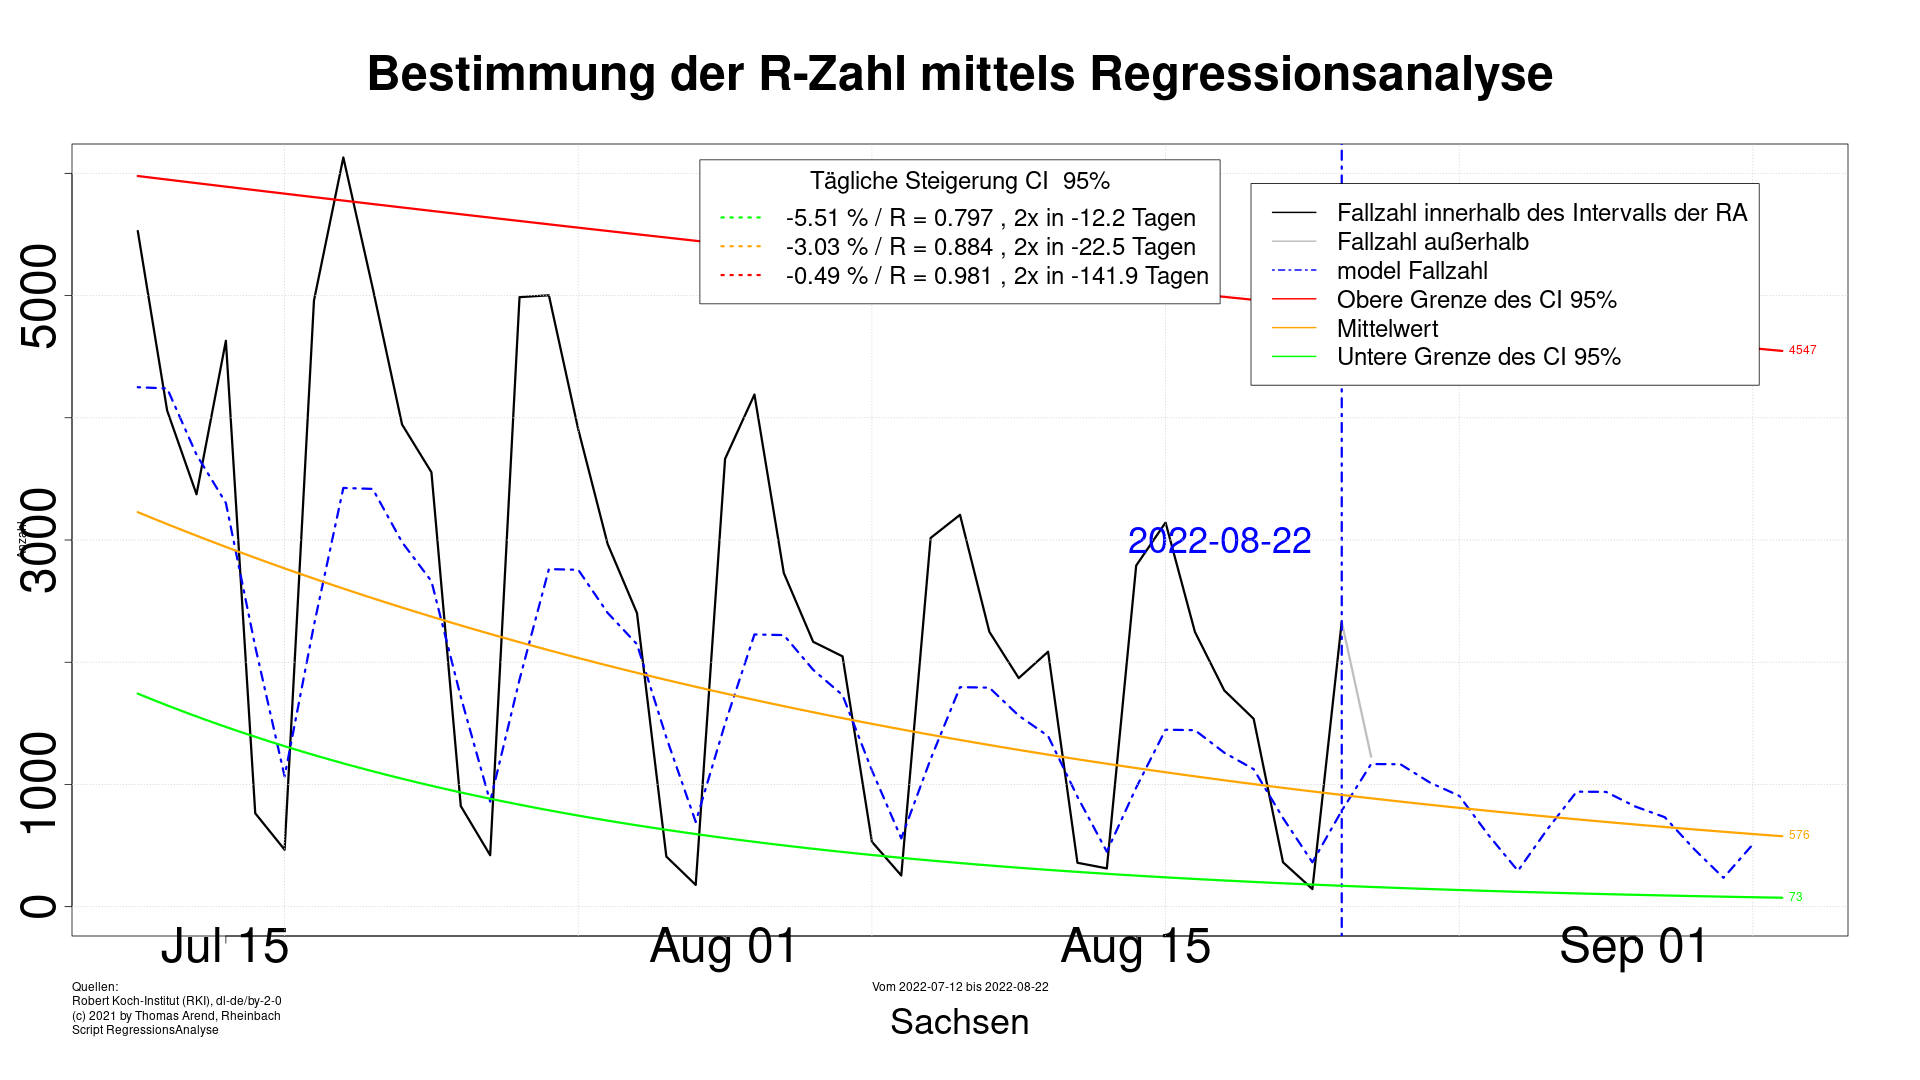 Bestimmung der R-Zahl mittels Regressionsanalyse
Tägliche Steigerung CI 95%
-5.51 % / R = 0.797 , 2x in -12.2 Tagen
-3.03 % / R = 0.884 , 2x in -22.5 Tagen
-0.49 % / R = 0.981 , 2x in -141.9 Tagen
Fallzahl innerhalb des Intervalls der RA
Fallzahl außerhalb
model Fallzahl
Obere Grenze des CI 95%
Mittelwert
Untere Grenze des CI 95%
4547
576
73
2022-08-22
5000
3000
1000
0
Anzahl
Jul 15
Aug 01
Aug 15
Sep 01
Quellen:
Robert Koch-Institut (RKI), dl-de/by-2-0
(c) 2021 by Thomas Arend, Rheinbach
Script RegressionsAnalyse
Vom 2022-07-12 bis 2022-08-22
Sachsen